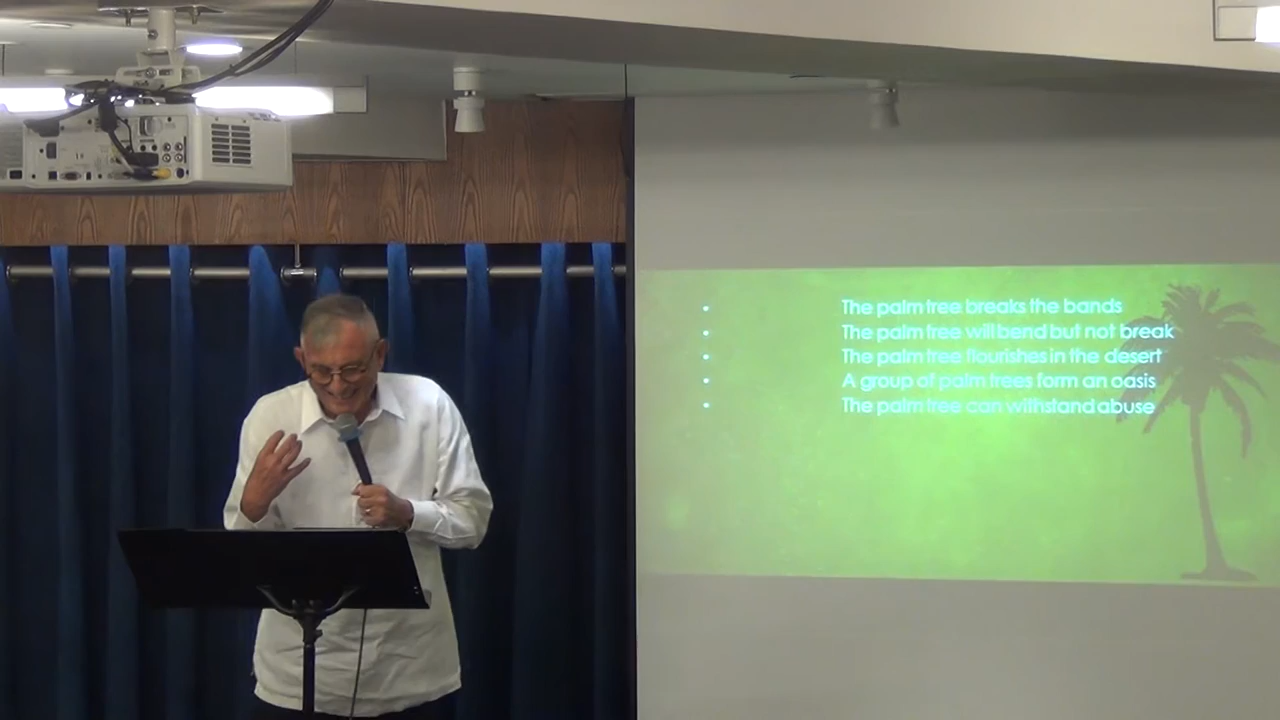 • The palm tree breaks the bands
• The palm tree will bend but not break
• The palm tree flourishes in the desert
• A group of palm trees form an oasis
• The palm tree can withstand abuse